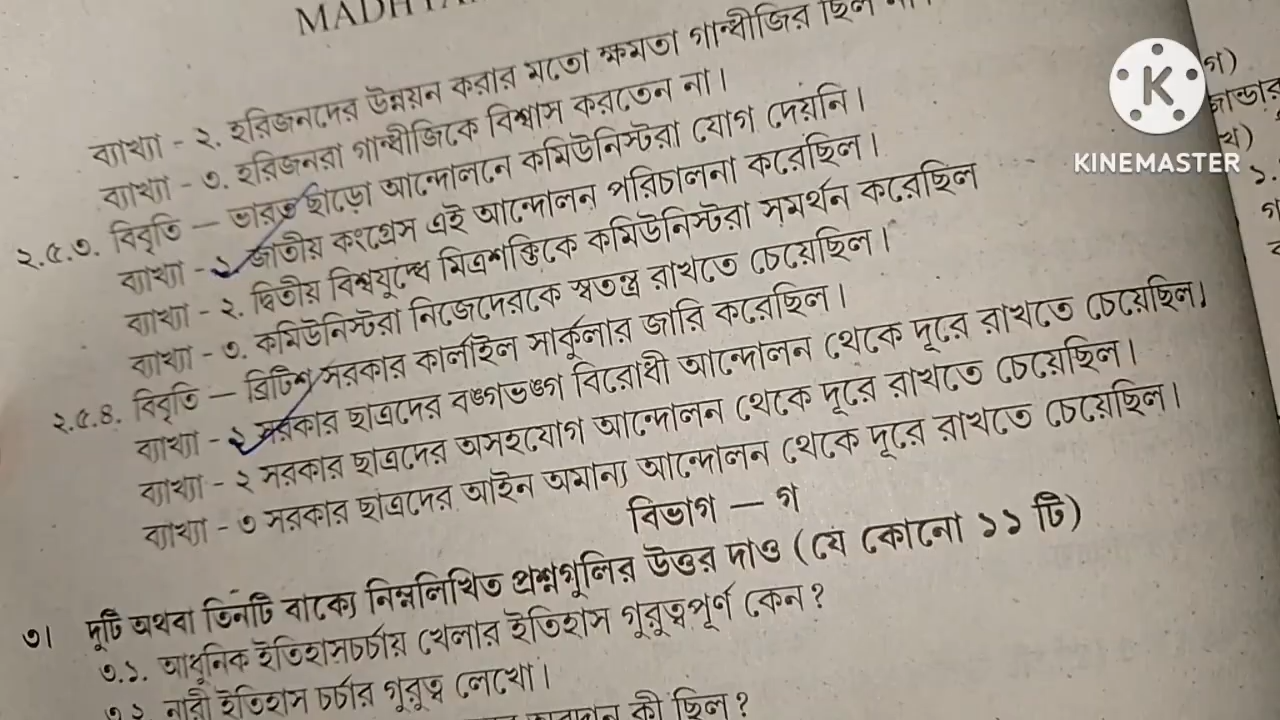 MADHYA
ব্যাখ্যা - ২. হরিজনদের উন্নয়ন করার মতো ক্ষমতা গান্ধীজির ছিল না।
ব্যাখ্যা - ৩. হরিজনরা গান্ধীজিকে বিশ্বাস করতেন না।
২.৫.৩. বিবৃতি — ভারত ছাড়ো আন্দোলনে কমিউনিস্টরা যোগ দেয়নি।
ব্যাখ্যা - ১ জাতীয় কংগ্রেস এই আন্দোলন পরিচালনা করেছিল।
ব্যাখ্যা - ২. দ্বিতীয় বিশ্বযুদ্ধে মিত্রশক্তিকে কমিউনিস্টরা সমর্থন করেছিল
ব্যাখ্যা - ৩. কমিউনিস্টরা নিজেদেরকে স্বতন্ত্র রাখতে চেয়েছিল।
২.৫.৪. বিবৃতি — ব্রিটিশ সরকার কার্লাইল সার্কুলার জারি করেছিল।
ব্যাখ্যা - ১ সরকার ছাত্রদের বঙ্গভঙ্গ বিরোধী আন্দোলন থেকে দূরে রাখতে চেয়েছিল।
ব্যাখ্যা - ২ সরকার ছাত্রদের অসহযোগ আন্দোলন থেকে দূরে রাখতে চেয়েছিল।
ব্যাখ্যা - ৩ সরকার ছাত্রদের আইন অমান্য আন্দোলন থেকে দূরে রাখতে চেয়েছিল।
বিভাগ — গ
৩। দুটি অথবা তিনটি বাক্যে নিম্নলিখিত প্রশ্নগুলির উত্তর দাও (যে কোনো ১১ টি)
৩.১. আধুনিক ইতিহাসচর্চায় খেলার ইতিহাস গুরুত্বপূর্ণ কেন?
৩.২ নারী ইতিহাস চর্চার গুরুত্ব লেখো।
অবদান কী ছিল?
গ)
খ)
১.
গ
K
KINEMASTER